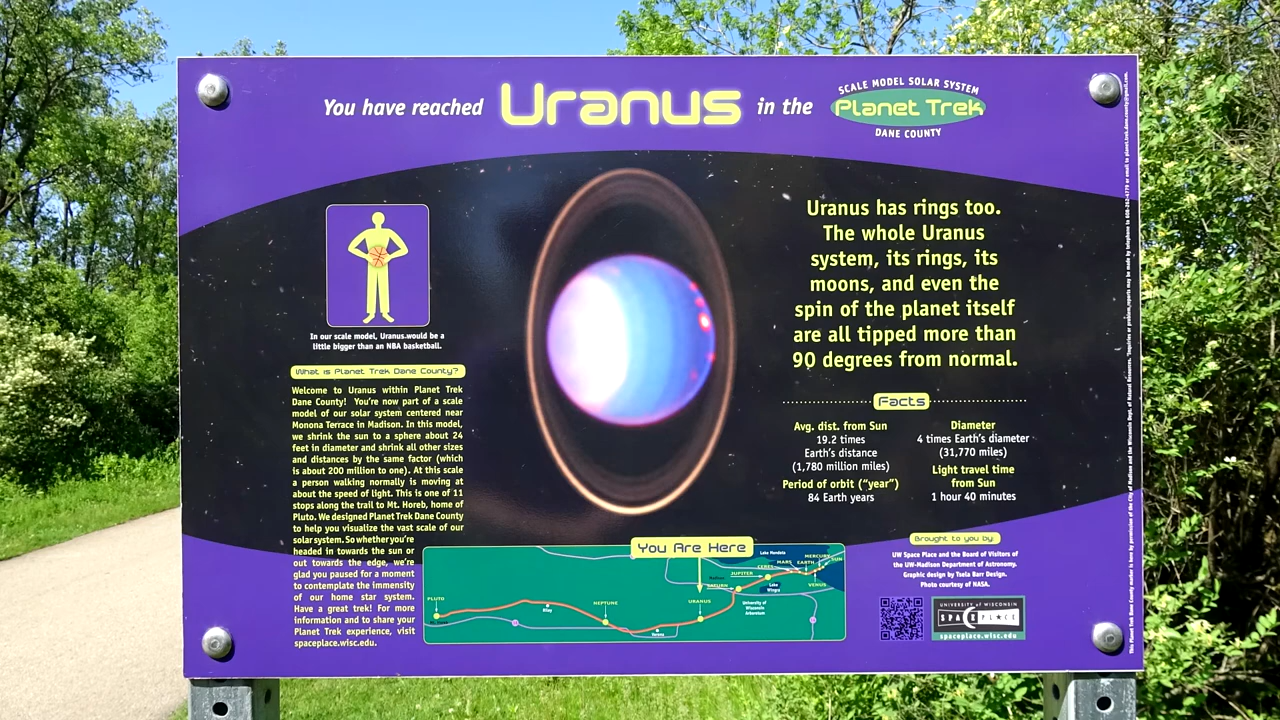 You have reached Uranus in the
SCALE MODEL SOLAR SYSTEM
Planet Trek
DANE COUNTY
In our scale model, Uranus would be a
little bigger than an NBA basketball.
What is Planet Trek Dane County?
Welcome to Uranus within Planet Trek
Dane County! You're now part of a scale
model of our solar system centered near
Monona Terrace in Madison. In this model,
we shrink the sun to a sphere about 24
feet in diameter and shrink all other sizes
and distances by the same factor (which
is about 200 million to one). At this scale
a person walking normally is moving at
about the speed of light. This is one of 11
stops along the trail to Mt. Horeb, home of
Pluto. We designed Planet Trek Dane County
to help you visualize the vast scale of our
solar system. So whether you're
headed in towards the sun or
out towards the edge, we're
glad you paused for a moment
to contemplate the immensity
of our home star system.
Have a great trek! For more
information and to share your
Planet Trek experience, visit
spaceplace.wisc.edu.
Uranus has rings too.
The whole Uranus
system, its rings, its
moons, and even the
spin of the planet itself
are all tipped more than
90 degrees from normal.
Facts
Avg. dist. from Sun
19.2 times
Earth's distance
(1,780 million miles)
Period of orbit ("year")
84 Earth years
Diameter
4 times Earth's diameter
(31,770 miles)
Light travel time
from Sun
1 hour 40 minutes
You Are Here
PLUTO
Riley
NEPTUNE
Verona
URANUS
SATURN
JUPITER
CERES
MARS
EARTH
MERCURY
SUN
VENUS
Lake Mendota
Lake
Wingra
University of
Wisconsin
Arboretum
Brought to you by:
UW Space Place and the Board of Visitors of
the UW-Madison Department of Astronomy.
Graphic design by Tsela Barr Design.
Photo courtesy of NASA.
UNIVERSITY of WISCONSIN
SPACE PLACE
spaceplace.wisc.edu